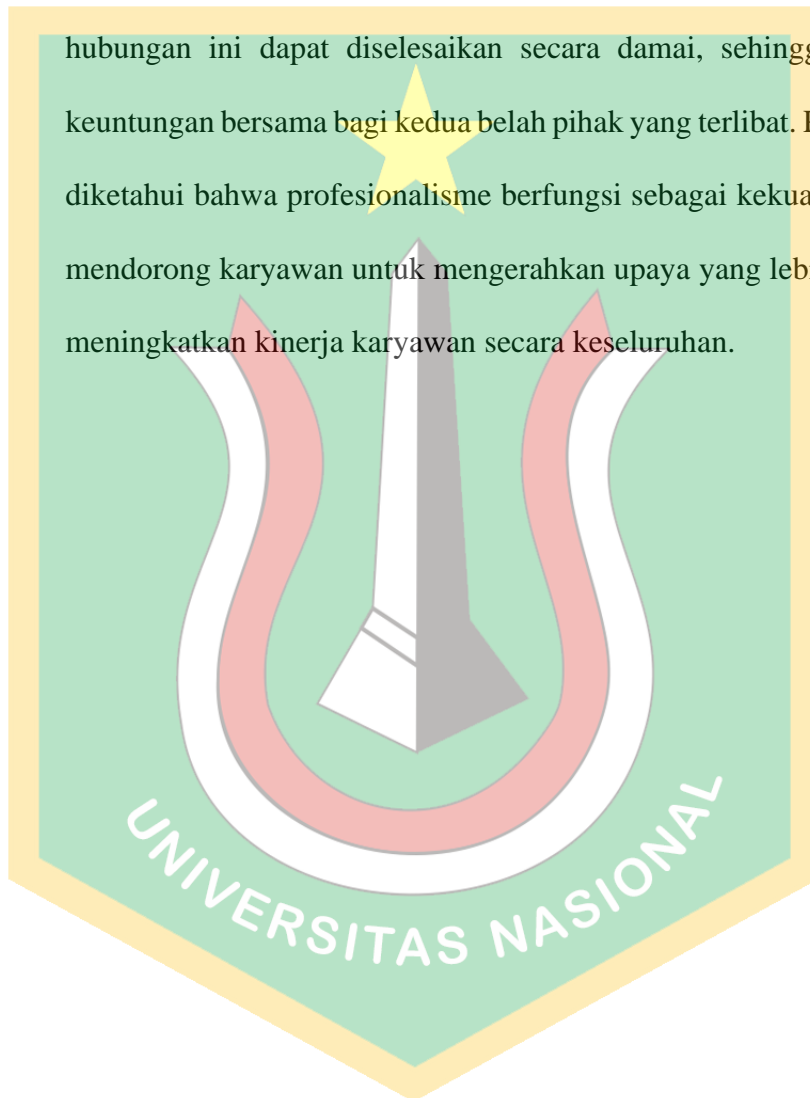 hubungan ini dapat diselesaikan secara damai, sehingg
keuntungan bersama bagi kedua belah pihak yang terlibat.
diketahui bahwa profesionalisme berfungsi sebagai kekua
mendorong karyawan untuk mengerahkan upaya yang leb
meningkatkan kinerja karyawan secara keseluruhan.
UNIVERSITAS NASIONAL